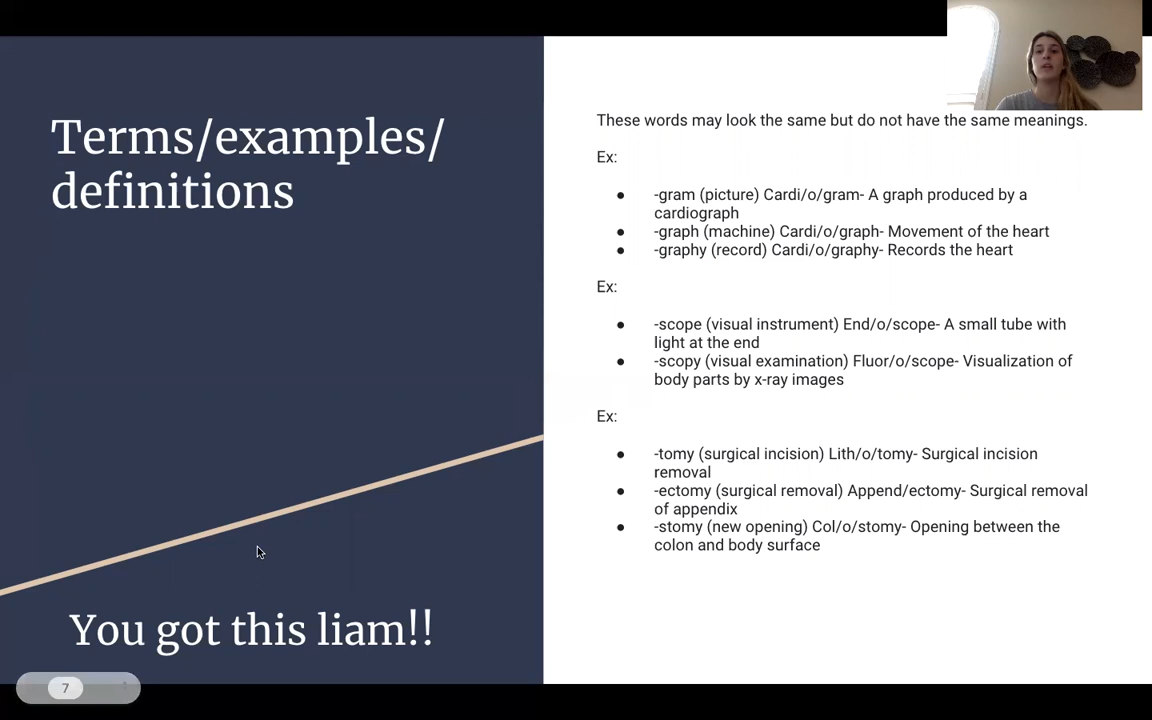 Terms/examples/
definitions
You got this liam!!
7
These words may look the same but do not have the same meanings.
Ex:
● -gram (picture) Cardi/o/gram- A graph produced by a
cardiograph
● -graph (machine) Cardi/o/graph- Movement of the heart
● -graphy (record) Cardi/o/graphy- Records the heart
Ex:
● -scope (visual instrument) End/o/scope- A small tube with
light at the end
● -scopy (visual examination) Fluor/o/scope- Visualization of
body parts by x-ray images
Ex:
● -tomy (surgical incision) Lith/o/tomy- Surgical incision
removal
● -ectomy (surgical removal) Append/ectomy- Surgical removal
of appendix
● -stomy (new opening) Col/o/stomy- Opening between the
colon and body surface